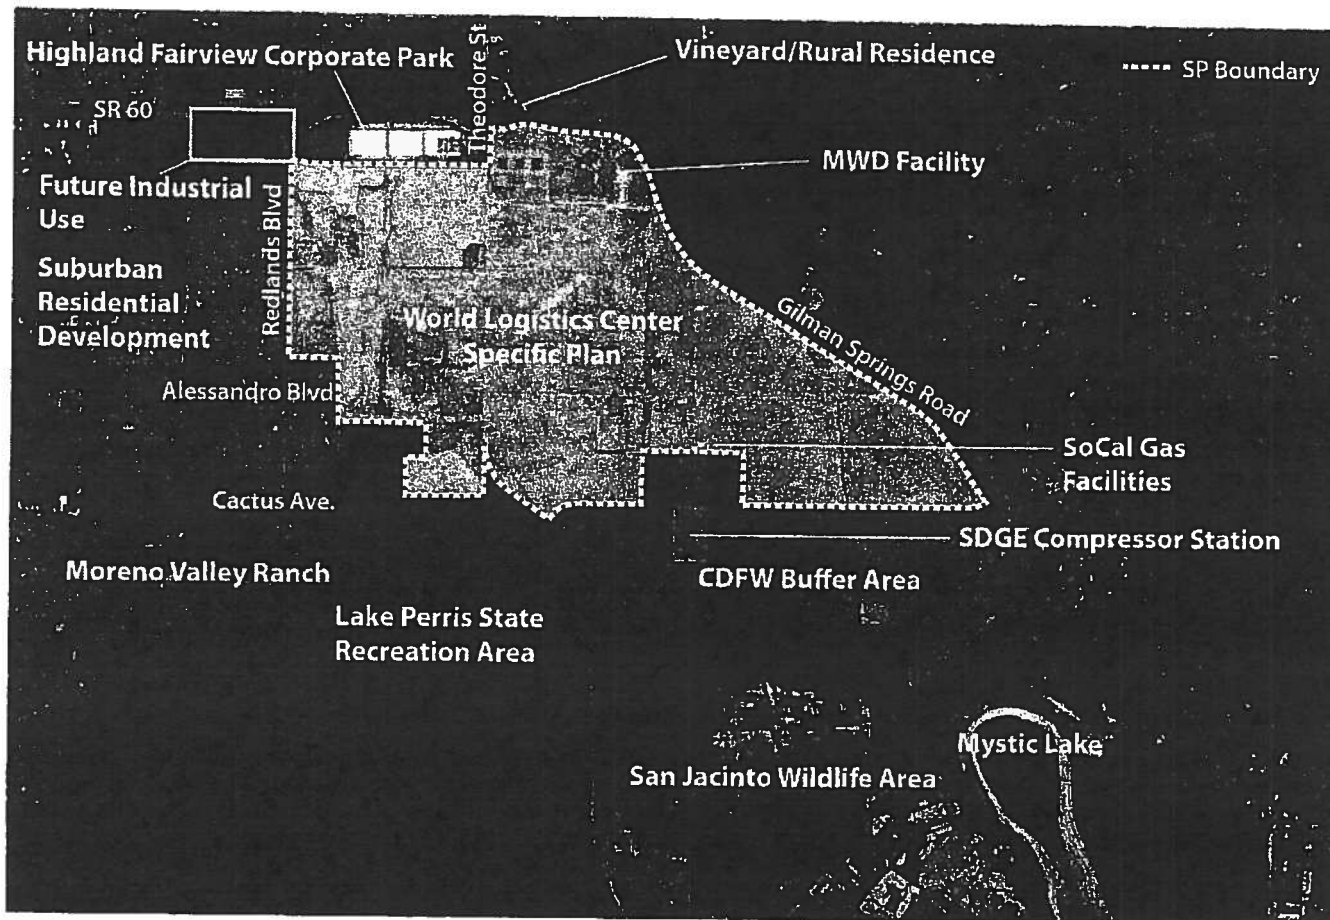 Highland Fairview Corporate Park
Theodore St
Vineyard/Rural Residence
SP Boundary
SR 60
MWD Facility
Future Industrial
Use
Redlands Blvd
Suburban
Residential
Development
World Logistics Center
Specific Plan
Gilman Springs Road
Alessandro Blvd
SoCal Gas
Facilities
Cactus Ave.
SDGE Compressor Station
Moreno Valley Ranch
CDFW Buffer Area
Lake Perris State
Recreation Area
Mystic Lake
San Jacinto Wildlife Area